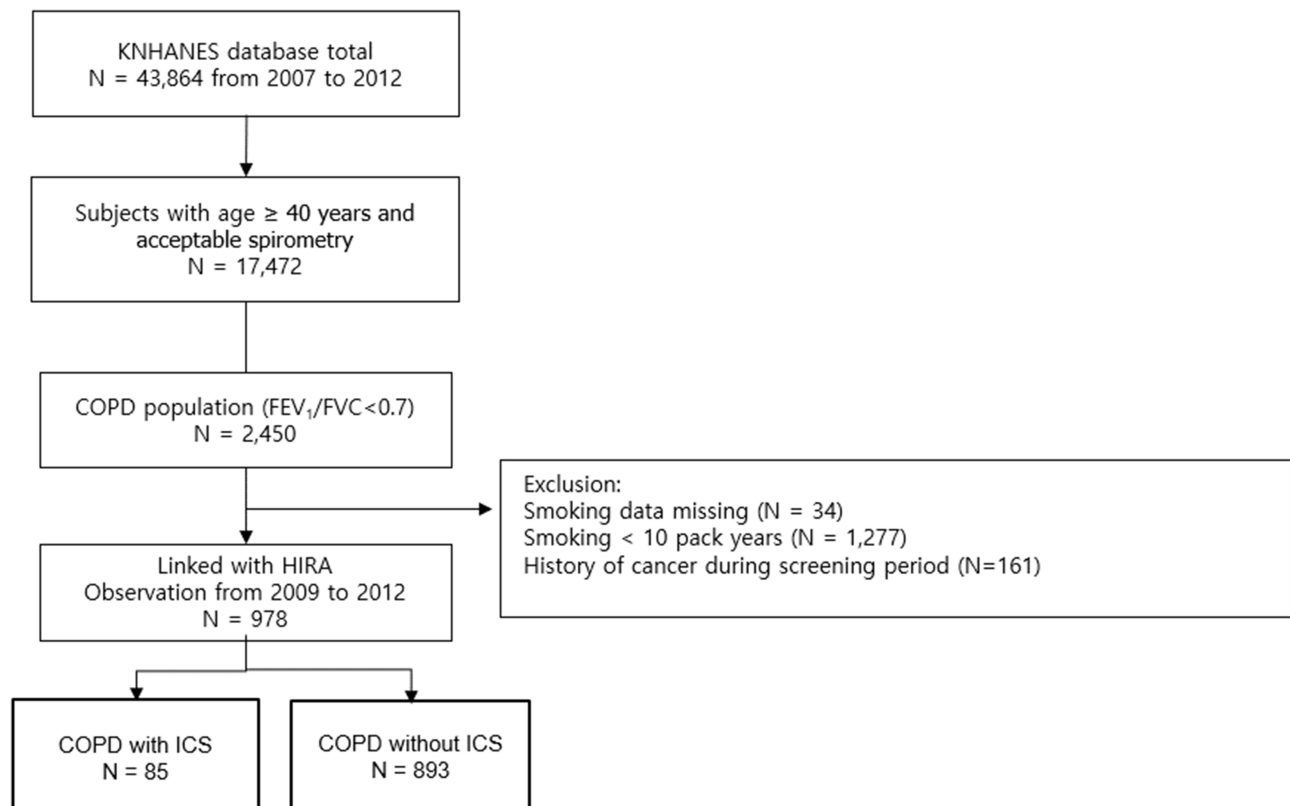 KNHANES database total
N = 43,864 from 2007 to 2012
Subjects with age ≥ 40 years and
acceptable spirometry
N = 17,472
COPD population (FEV₁/FVC<0.7)
N = 2,450
Exclusion:
Smoking data missing (N = 34)
Smoking < 10 pack years (N = 1,277)
History of cancer during screening period (N=161)
Linked with HIRA
Observation from 2009 to 2012
N = 978
COPD with ICS
N = 85
COPD without ICS
N = 893